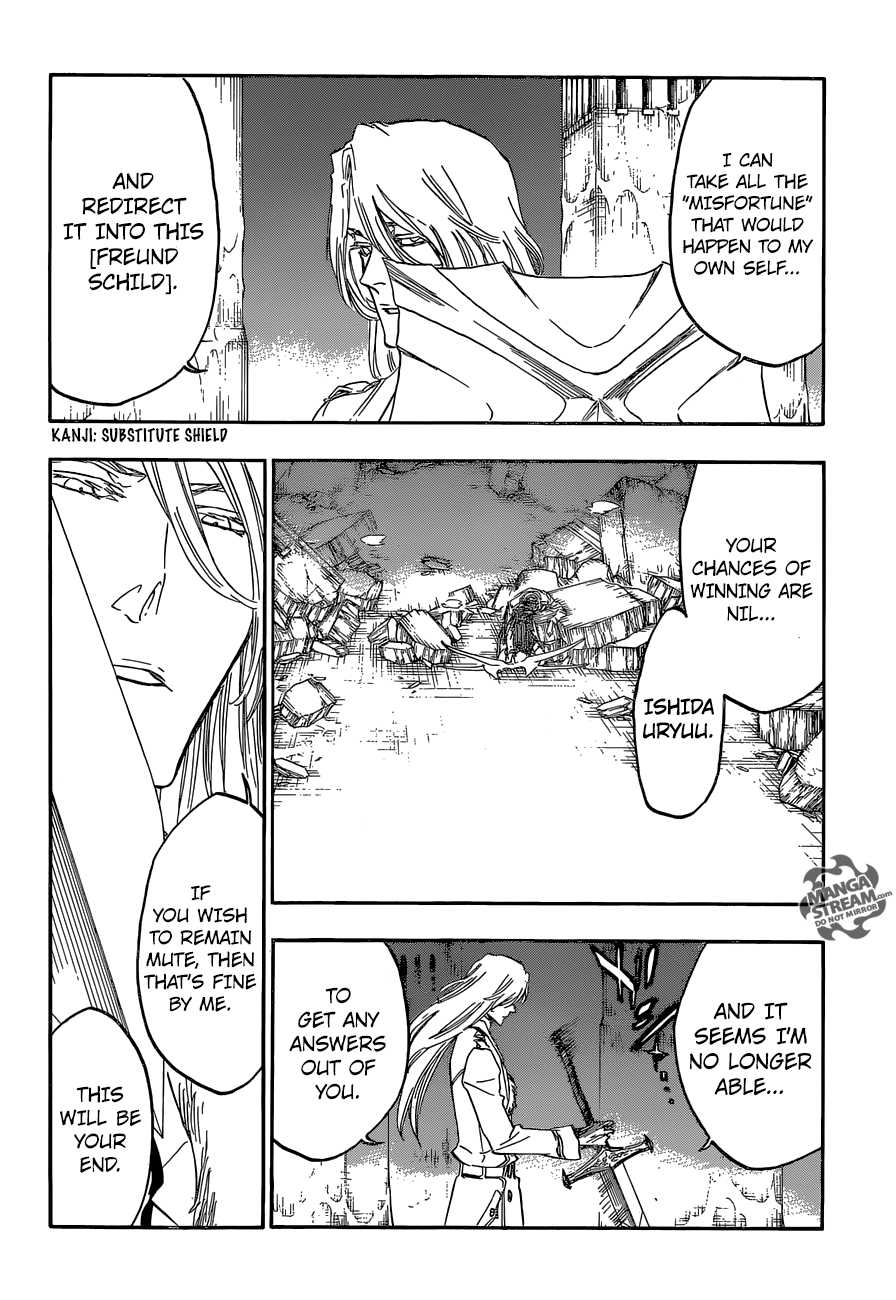 I CAN
TAKE ALL THE
"MISFORTUNE"
THAT WOULD
HAPPEN TO MY
OWN SELF...
AND
REDIRECT
IT INTO THIS
[FREUND
SCHILD].
KANJI: SUBSTITUTE SHIELD
YOUR
CHANCES OF
WINNING ARE
NIL...
ISHIDA
URYUU.
AND IT
SEEMS I'M
NO LONGER
ABLE...
TO
GET ANY
ANSWERS
OUT OF
YOU.
IF
YOU WISH
TO REMAIN
MUTE, THEN
THAT'S FINE
BY ME.
THIS
WILL BE
YOUR
END.
MANGA
STREAM.com
DO NOT MIRROR